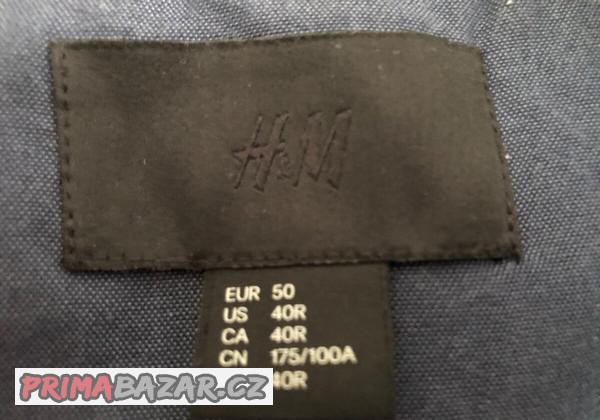 H&M
EUR 50
US 40R
CA 40R
CN 175/100A
40R
PRIMABAZAR.CZ